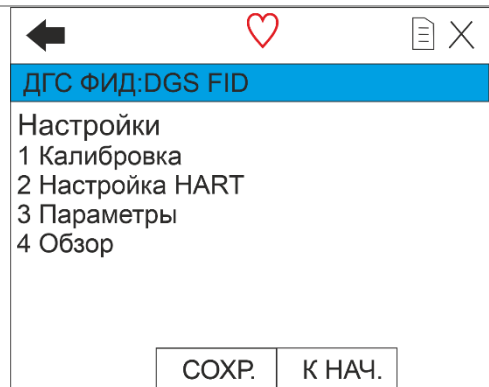 ДГС ФИД:DGS FID
Настройки
1 Калибровка
2 Настройка HART
3 Параметры
4 Обзор
СОХР. К НАЧ.